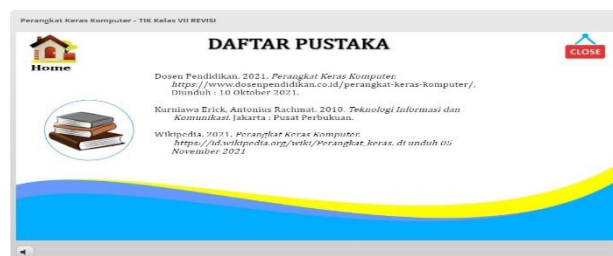 Perangkat Keras Komputer - TIK Kelas VII REVISI
DAFTAR PUSTAKA
Home
CLOSE
Dosen Pendidikan. 2021. Perangkat Keras Komputer.
https://www.dosenpendidikan.co.id/perangkat-keras-komputer/.
Diunduh : 10 Oktober 2021.
Kurniawa Erick, Antonius Rachmat. 2010. Teknologi Informasi dan
Komunikasi. Jakarta : Pusat Perbukuan.
Wikipedia. 2021. Perangkat Keras Komputer.
https://id.wikipedia.org/wiki/Perangkat_keras. di unduh 05
November 2021